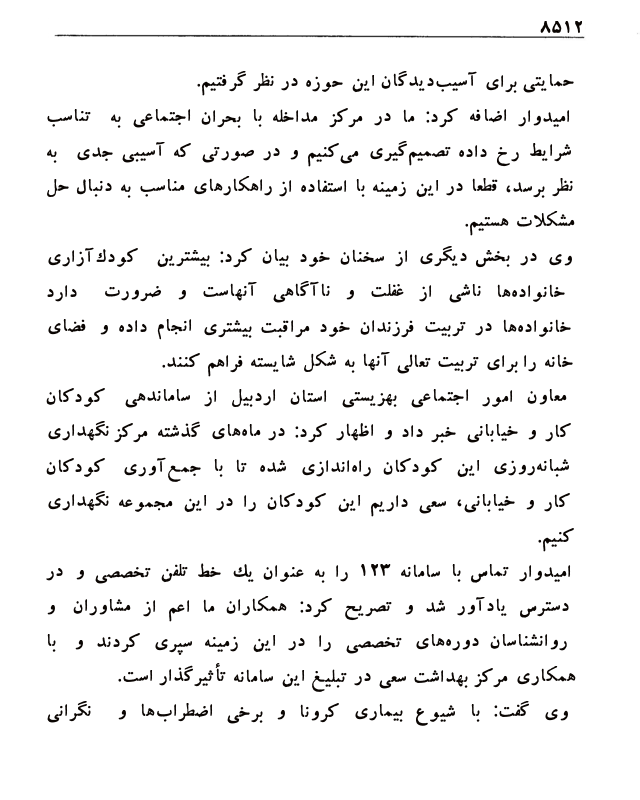 ۸۵۱۲
حمایتی برای آسیب‌دیدگان این حوزه در نظر گرفتیم.
امیدوار اضافه کرد: ما در مرکز مداخله با بحران اجتماعی به تناسب
شرایط رخ داده تصمیم‌گیری می‌کنیم و در صورتی که آسیبی جدی به
نظر برسد، قطعا در این زمینه با استفاده از راهکارهای مناسب به دنبال حل
مشکلات هستیم.
وی در بخش دیگری از سخنان خود بیان کرد: بیشترین کودك‌آزاری
خانواده‌ها ناشی از غفلت و ناآگاهی آنهاست و ضرورت دارد
خانواده‌ها در تربیت فرزندان خود مراقبت بیشتری انجام داده و فضای
خانه را برای تربیت تعالی آنها به شکل شایسته فراهم کنند.
معاون امور اجتماعی بهزیستی استان اردبیل از ساماندهی کودکان
کار و خیابانی خبر داد و اظهار کرد: در ماه‌های گذشته مرکز نگهداری
شبانه‌روزی این کودکان راه‌اندازی شده تا با جمع‌آوری کودکان
کار و خیابانی، سعی داریم این کودکان را در این مجموعه نگهداری
کنیم.
امیدوار تماس با سامانه ۱۲۳ را به عنوان یك خط تلفن تخصصی و در
دسترس یادآور شد و تصریح کرد: همکاران ما اعم از مشاوران و
روانشناسان دوره‌های تخصصی را در این زمینه سپری کردند و با
همکاری مرکز بهداشت سعی در تبلیغ این سامانه تأثیرگذار است.
وی گفت: با شیوع بیماری کرونا و برخی اضطراب‌ها و نگرانی